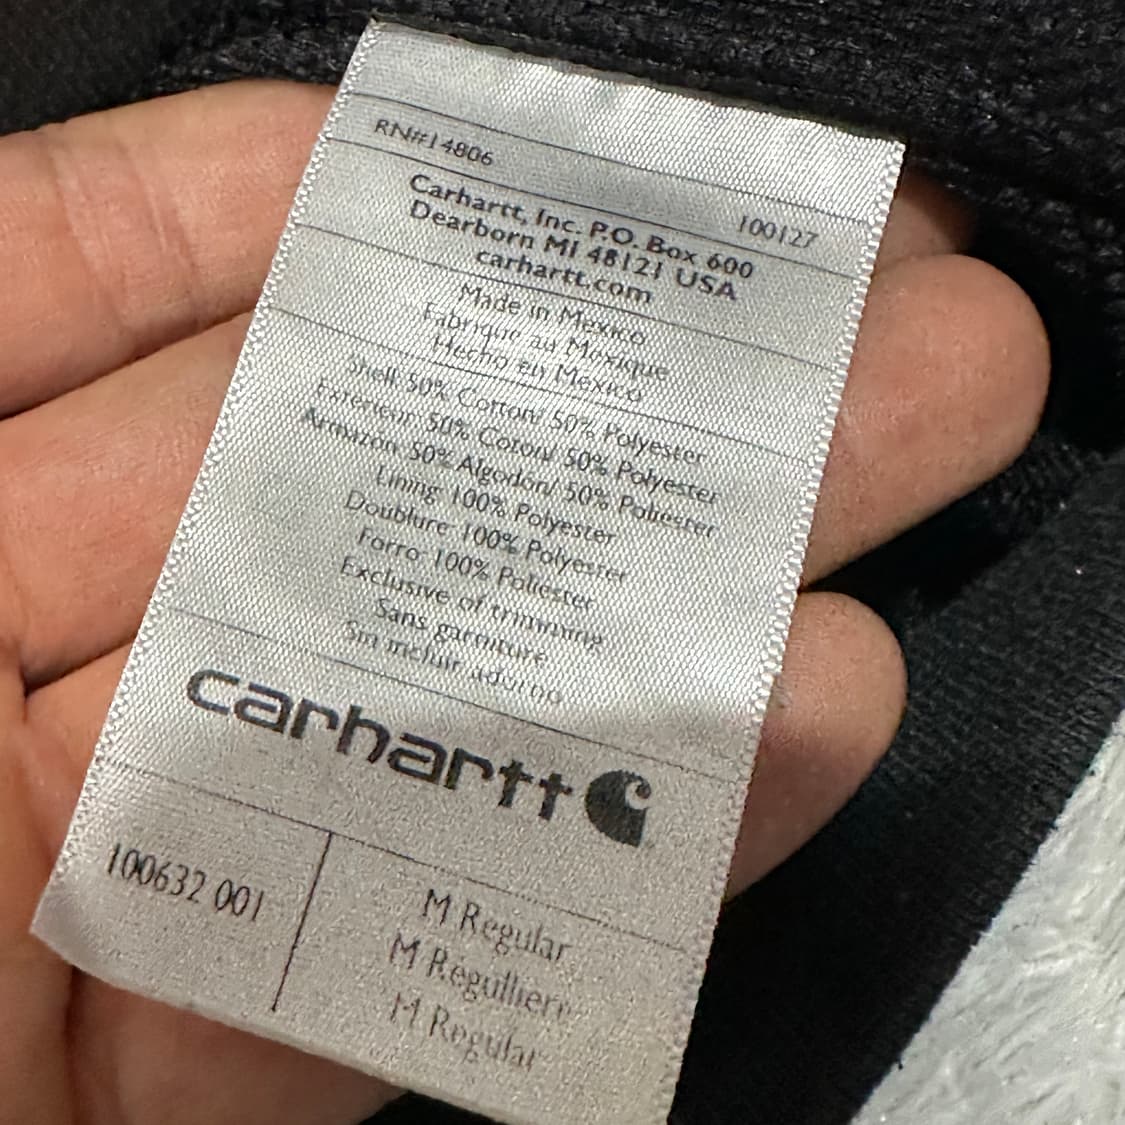 RN#14806
100127
Carhartt, Inc. P.O. Box 600
Dearborn MI 48121 USA
carhartt.com
Made in Mexico
Fabriqué au Mexique
Hecho en Mexico
Shell: 50% Cotton/ 50% Polyester
Exterieur: 50% Coton/ 50% Polyester
Armazon: 50% Algodón/ 50% Poliester
Lining: 100% Polyester
Doublure: 100% Polyester
Forro: 100% Poliester
Exclusive of trimming
Sans garniture
Sin incluir adorno
carhartt
100632 001
M Regular
M Régulliere
M Regular